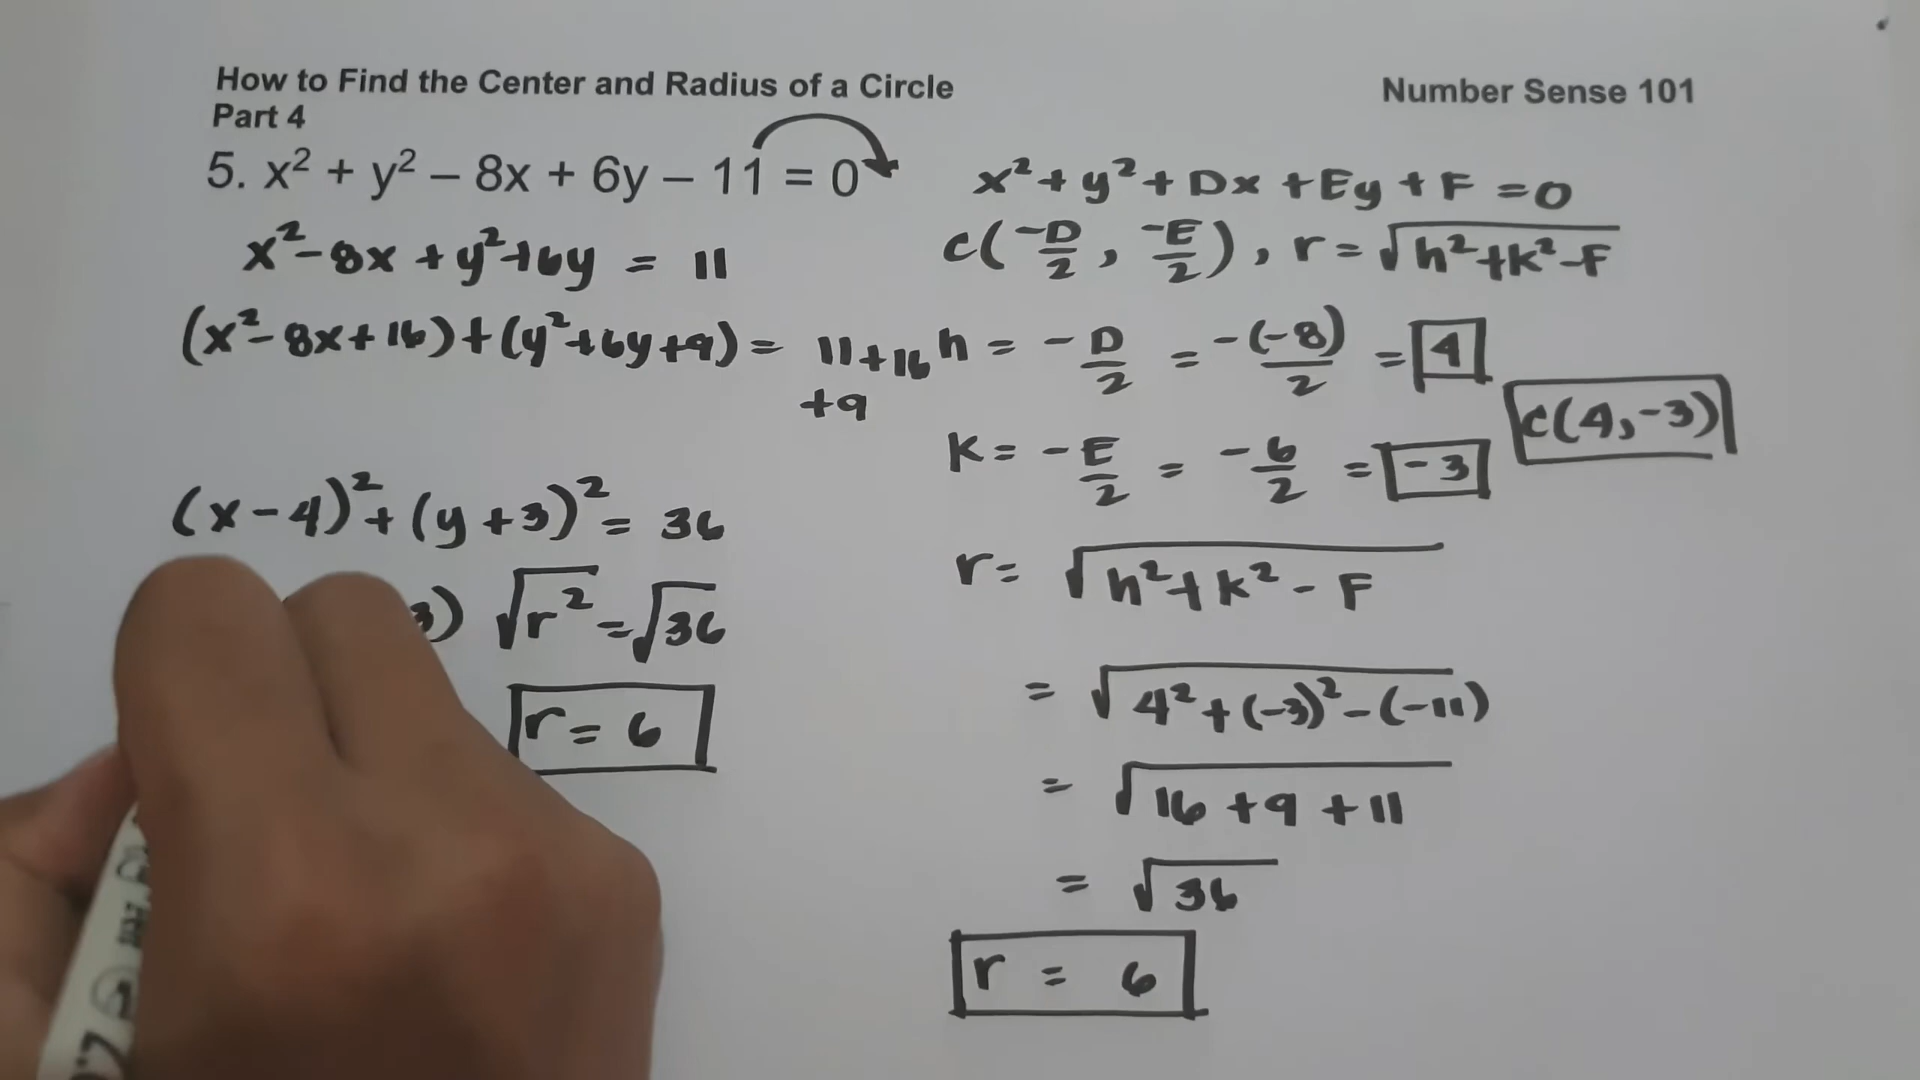 How to Find the Center and Radius of a Circle
Number Sense 101
Part 4
5. x² + y² – 8x + 6y – 11 = 0
x² - 8x + y² + 6y = 11
(x² - 8x + 16) + (y² + 6y + 9) = 11 + 16
+ 9
(x - 4)² + (y + 3)² = 36
3) √r² = √36
r = 6
x² + y² + Dx + Ey + F = 0
C(-D/2, -E/2), r = √h² + k² - F
h = -D/2 = -(-8)/2 = 4
C(4, -3)
K = -E/2 = -6/2 = -3
r = √h² + k² - F
= √4² + (-3)² - (-11)
= √16 + 9 + 11
= √36
r = 6